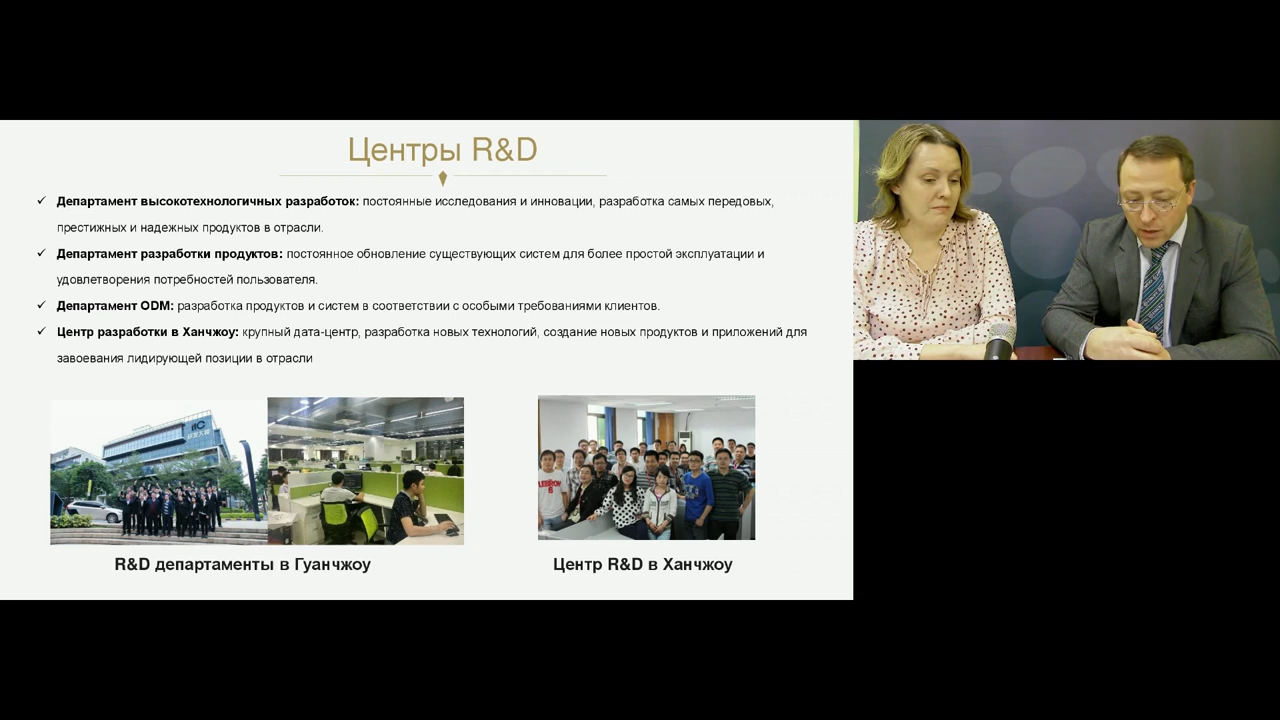 Центры R&D
Департамент высокотехнологичных разработок: постоянные исследования и инновации, разработка самых передовых,
престижных и надежных продуктов в отрасли.
Департамент разработки продуктов: постоянное обновление существующих систем для более простой эксплуатации и
удовлетворения потребностей пользователя.
Департамент ODM: разработка продуктов и систем в соответствии с особыми требованиями клиентов.
Центр разработки в Ханчжоу: крупный дата-центр, разработка новых технологий, создание новых продуктов и приложений для
завоевания лидирующей позиции в отрасли
R&D департаменты в Гуанчжоу
Центр R&D в Ханчжоу